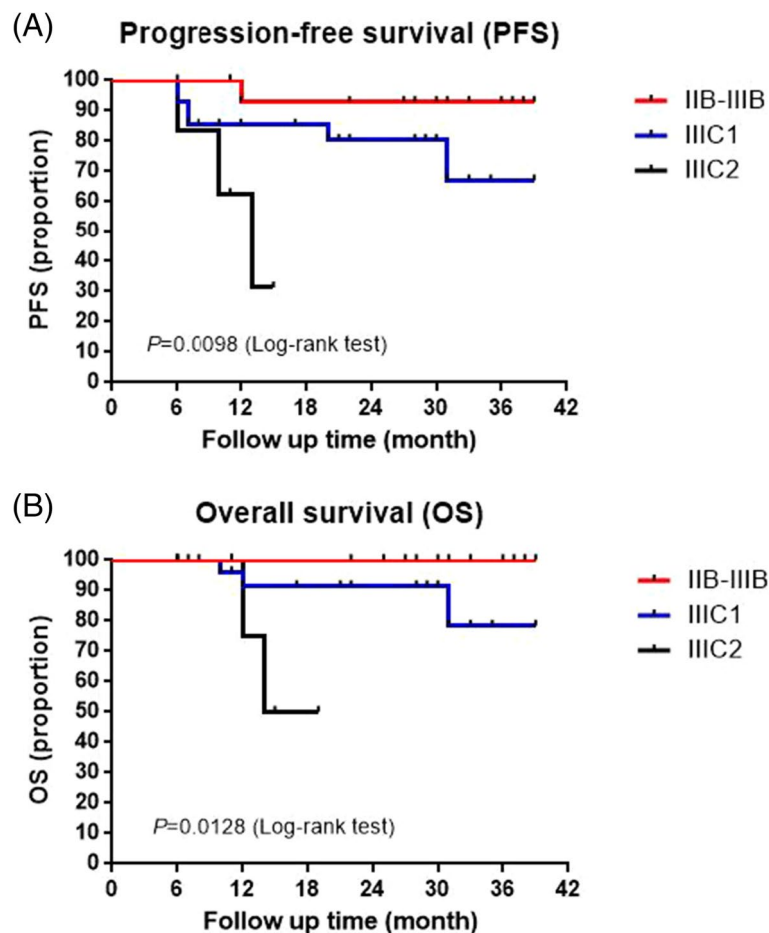 (A)
Progression-free survival (PFS)
100
90
80
70
60
50
40
30
20
10
0
PFS (proportion)
P=0.0098 (Log-rank test)
0 6 12 18 24 30 36 42
Follow up time (month)
IIB-IIIB
IIIC1
IIIC2
(B)
Overall survival (OS)
100
90
80
70
60
50
40
30
20
10
0
OS (proportion)
P=0.0128 (Log-rank test)
0 6 12 18 24 30 36 42
Follow up time (month)
IIB-IIIB
IIIC1
IIIC2